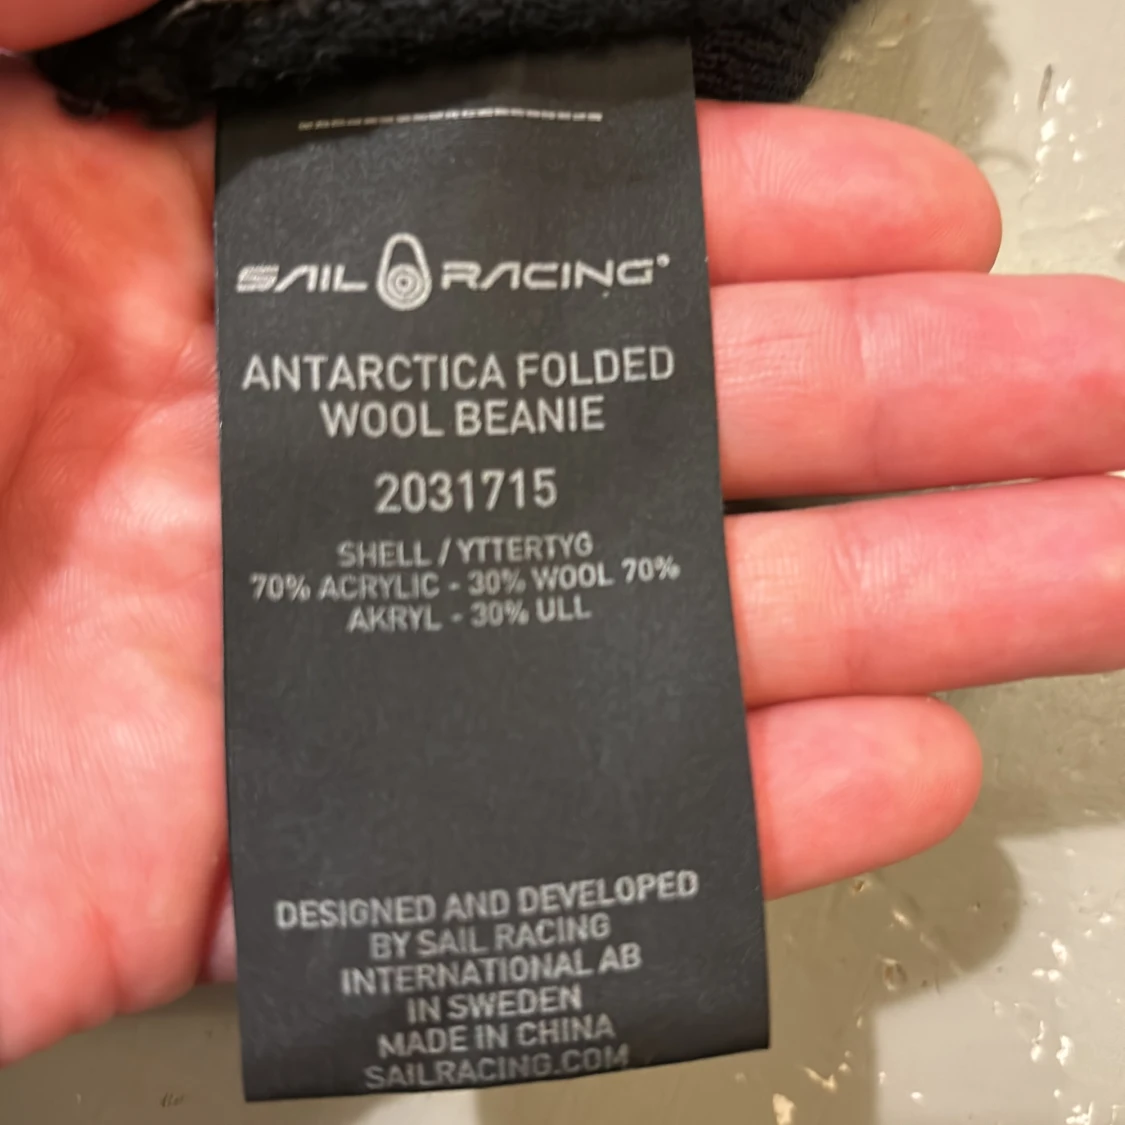 SAIL RACING®
ANTARCTICA FOLDED
WOOL BEANIE
2031715
SHELL / YTTERTYG
70% ACRYLIC - 30% WOOL 70%
AKRYL - 30% ULL
DESIGNED AND DEVELOPED
BY SAIL RACING
INTERNATIONAL AB
IN SWEDEN
MADE IN CHINA
SAILRACING.COM